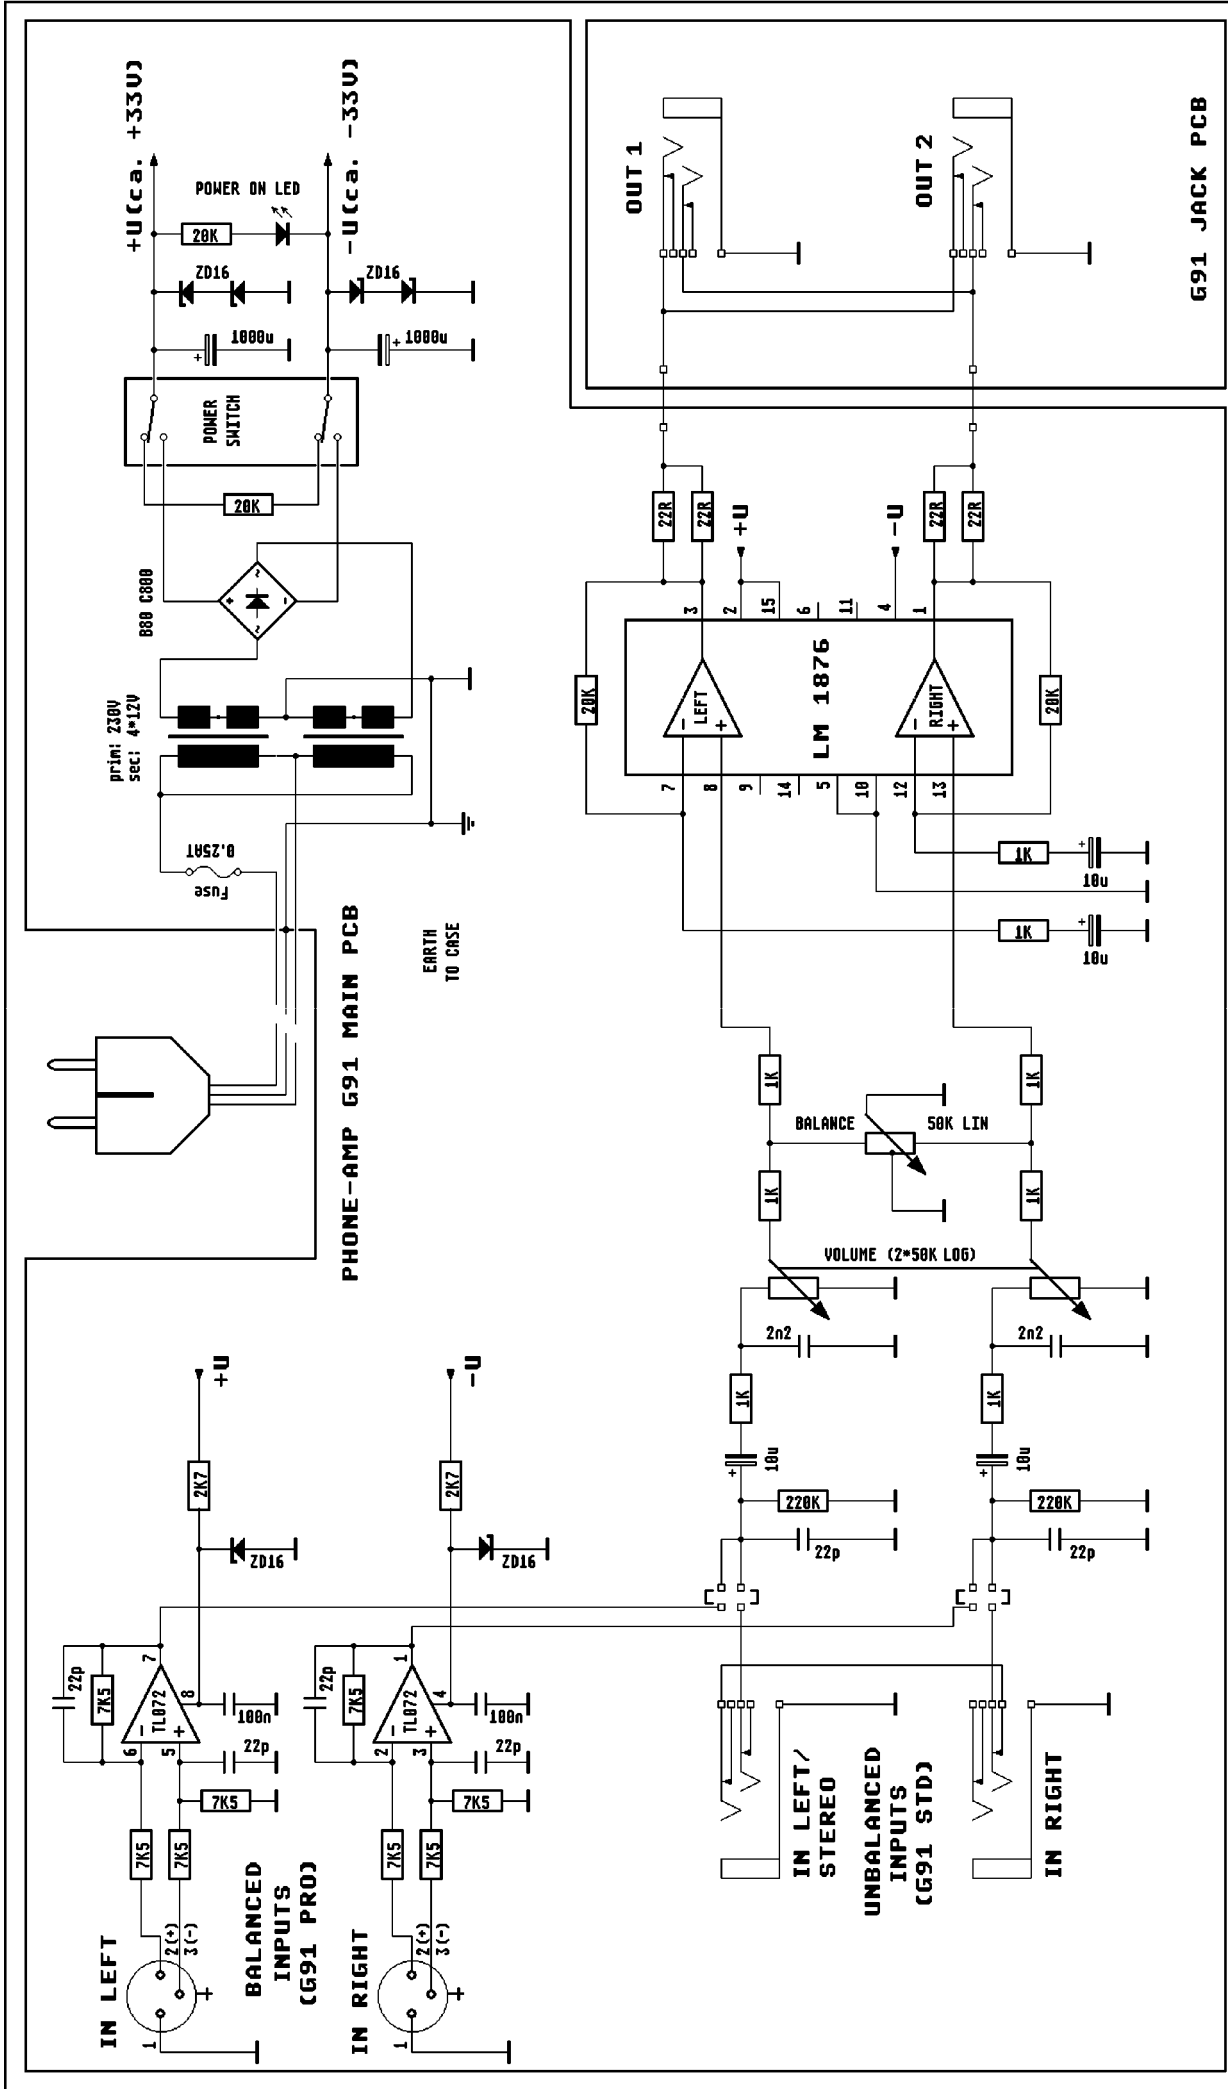 +U(ca. +33V)
-U(ca. -33V)
POWER ON LED
20K
ZD16
ZD16
1000u
+
1000u
+
POWER
SWITCH
20K
B80 C800
~
+
-
~
prim: 230V
sec: 4*12V
0.25AT
Fuse
EARTH
TO CASE
PHONE-AMP G91 MAIN PCB
OUT 1
OUT 2
G91 JACK PCB
22R
22R
22R
22R
+U
-U
3
2
15
6
11
4
1
20K
20K
LEFT
-
+
LM 1876
RIGHT
-
+
7
8
9
14
5
10
12
13
1K
+
10u
1K
+
10u
1K
1K
BALANCE
50K LIN
1K
1K
VOLUME (2*50K LOG)
2n2
2n2
1K
1K
+
10u
+
10u
220K
220K
22p
22p
+U
-U
2K7
2K7
ZD16
ZD16
22p
7K5
7
TL072
8
100n
-
+
6
5
22p
7K5
7K5
7K5
22p
7K5
1
TL072
4
100n
-
+
2
3
22p
7K5
7K5
7K5
2(+)
3(-)
2(+)
3(-)
IN LEFT
1
BALANCED
INPUTS
(G91 PRO)
IN RIGHT
1
IN LEFT/
STEREO
UNBALANCED
INPUTS
(G91 STD)
IN RIGHT